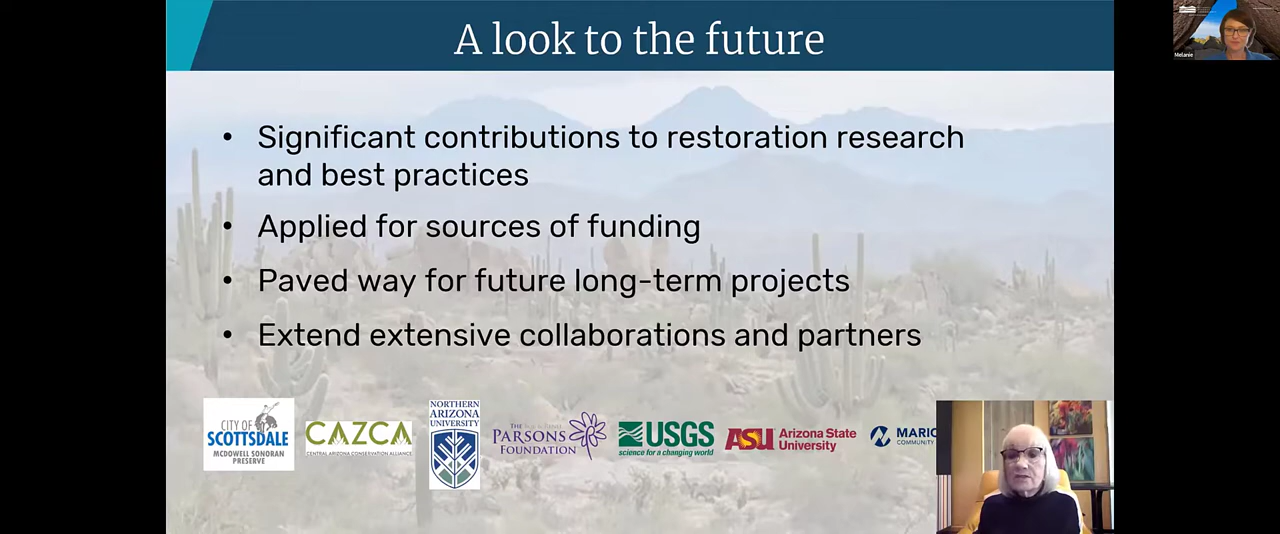 A look to the future
Melanie
• Significant contributions to restoration research
and best practices
• Applied for sources of funding
• Paved way for future long-term projects
• Extend extensive collaborations and partners
CITY OF
SCOTTSDALE
MCDOWELL SONORAN
PRESERVE
CAZCA
CENTRAL ARIZONA CONSERVATION ALLIANCE
NORTHERN
ARIZONA
UNIVERSITY
THE
PARSONS
FOUNDATION
USGS
science for a changing world
ASU Arizona State
University
MARIC
COMMUNITY